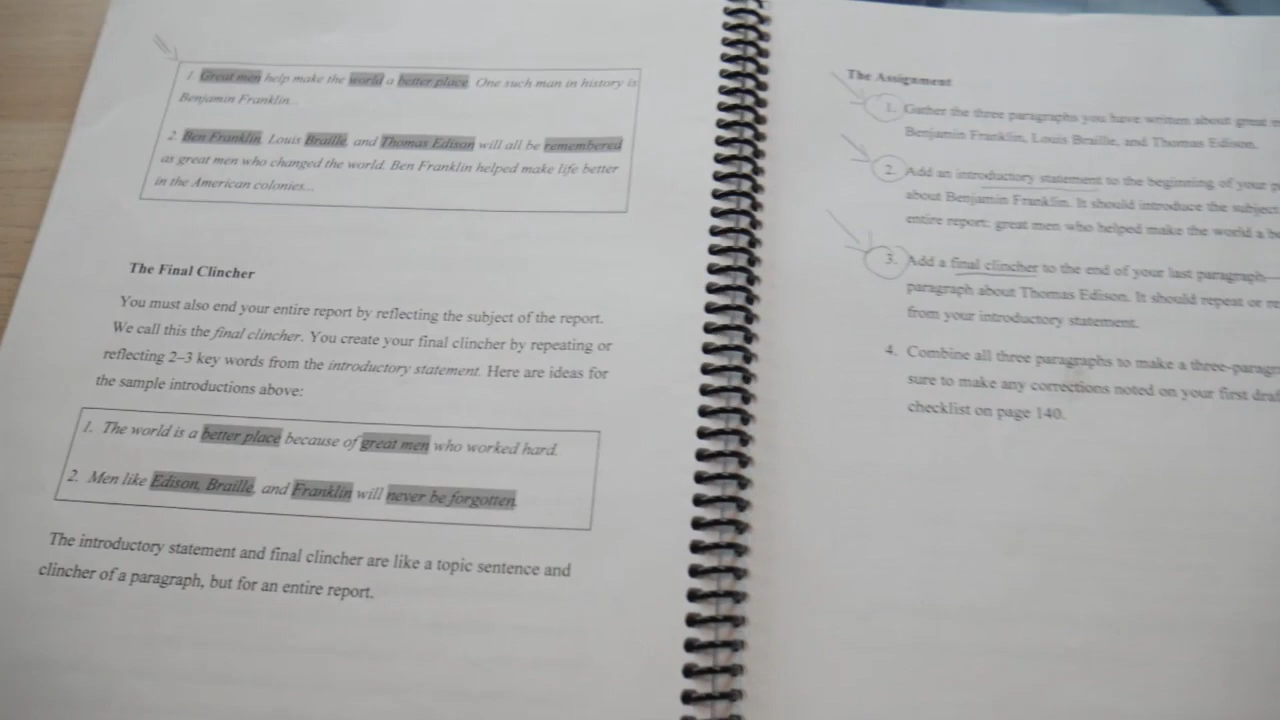 1. Great men help make the world a better place. One such man in history is
Benjamin Franklin...
2. Ben Franklin, Louis Braille, and Thomas Edison will all be remembered
as great men who changed the world. Ben Franklin helped make life better
in the American colonies...
The Final Clincher
You must also end your entire report by reflecting the subject of the report.
We call this the final clincher. You create your final clincher by repeating or
reflecting 2–3 key words from the introductory statement. Here are ideas for
the sample introductions above:
1. The world is a better place because of great men who worked hard.
2. Men like Edison, Braille, and Franklin will never be forgotten.
The introductory statement and final clincher are like a topic sentence and
clincher of a paragraph, but for an entire report.
The Assignment
1. Gather the three paragraphs you have written about great
Benjamin Franklin, Louis Braille, and Thomas Edison.
2. Add an introductory statement to the beginning of your
about Benjamin Franklin. It should introduce the subject
entire report: great men who helped make the world a
3. Add a final clincher to the end of your last paragraph—
paragraph about Thomas Edison. It should repeat or
from your introductory statement.
4. Combine all three paragraphs to make a
sure to make any corrections noted on your first
checklist on page 140.